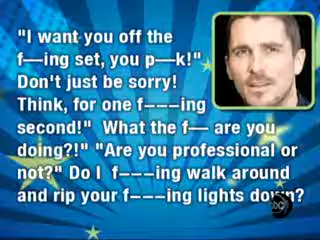 "I want you off the
f––ing set, you p––k!"
Don't just be sorry!
Think, for one f–––ing
second!" What the f–– are you
doing?!" "Are you professional or
not?" Do I f–––ing walk around
and rip your f–––ing lights down?
abc